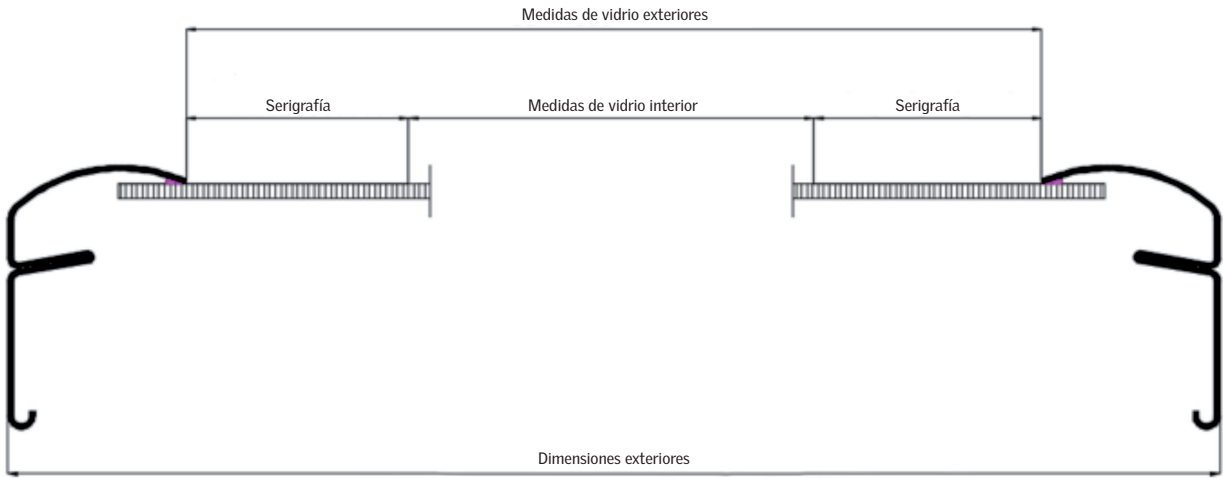 Medidas de vidrio exteriores
Serigrafía
Medidas de vidrio interior
Serigrafía
Dimensiones exteriores